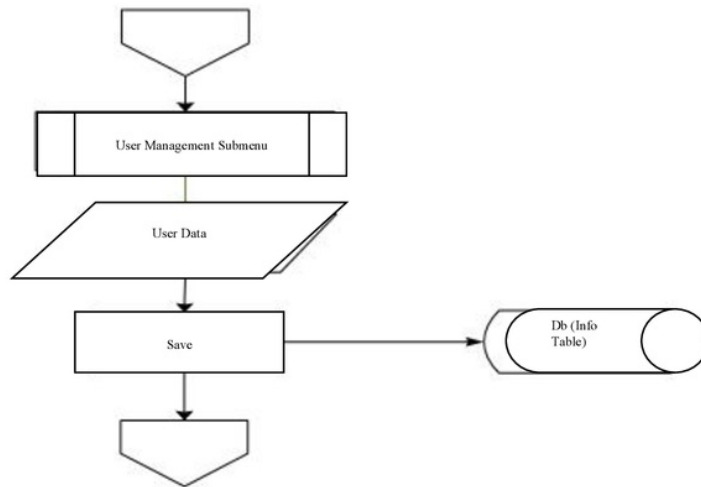 User Management Submenu
User Data
Save
Db (Info
Table)